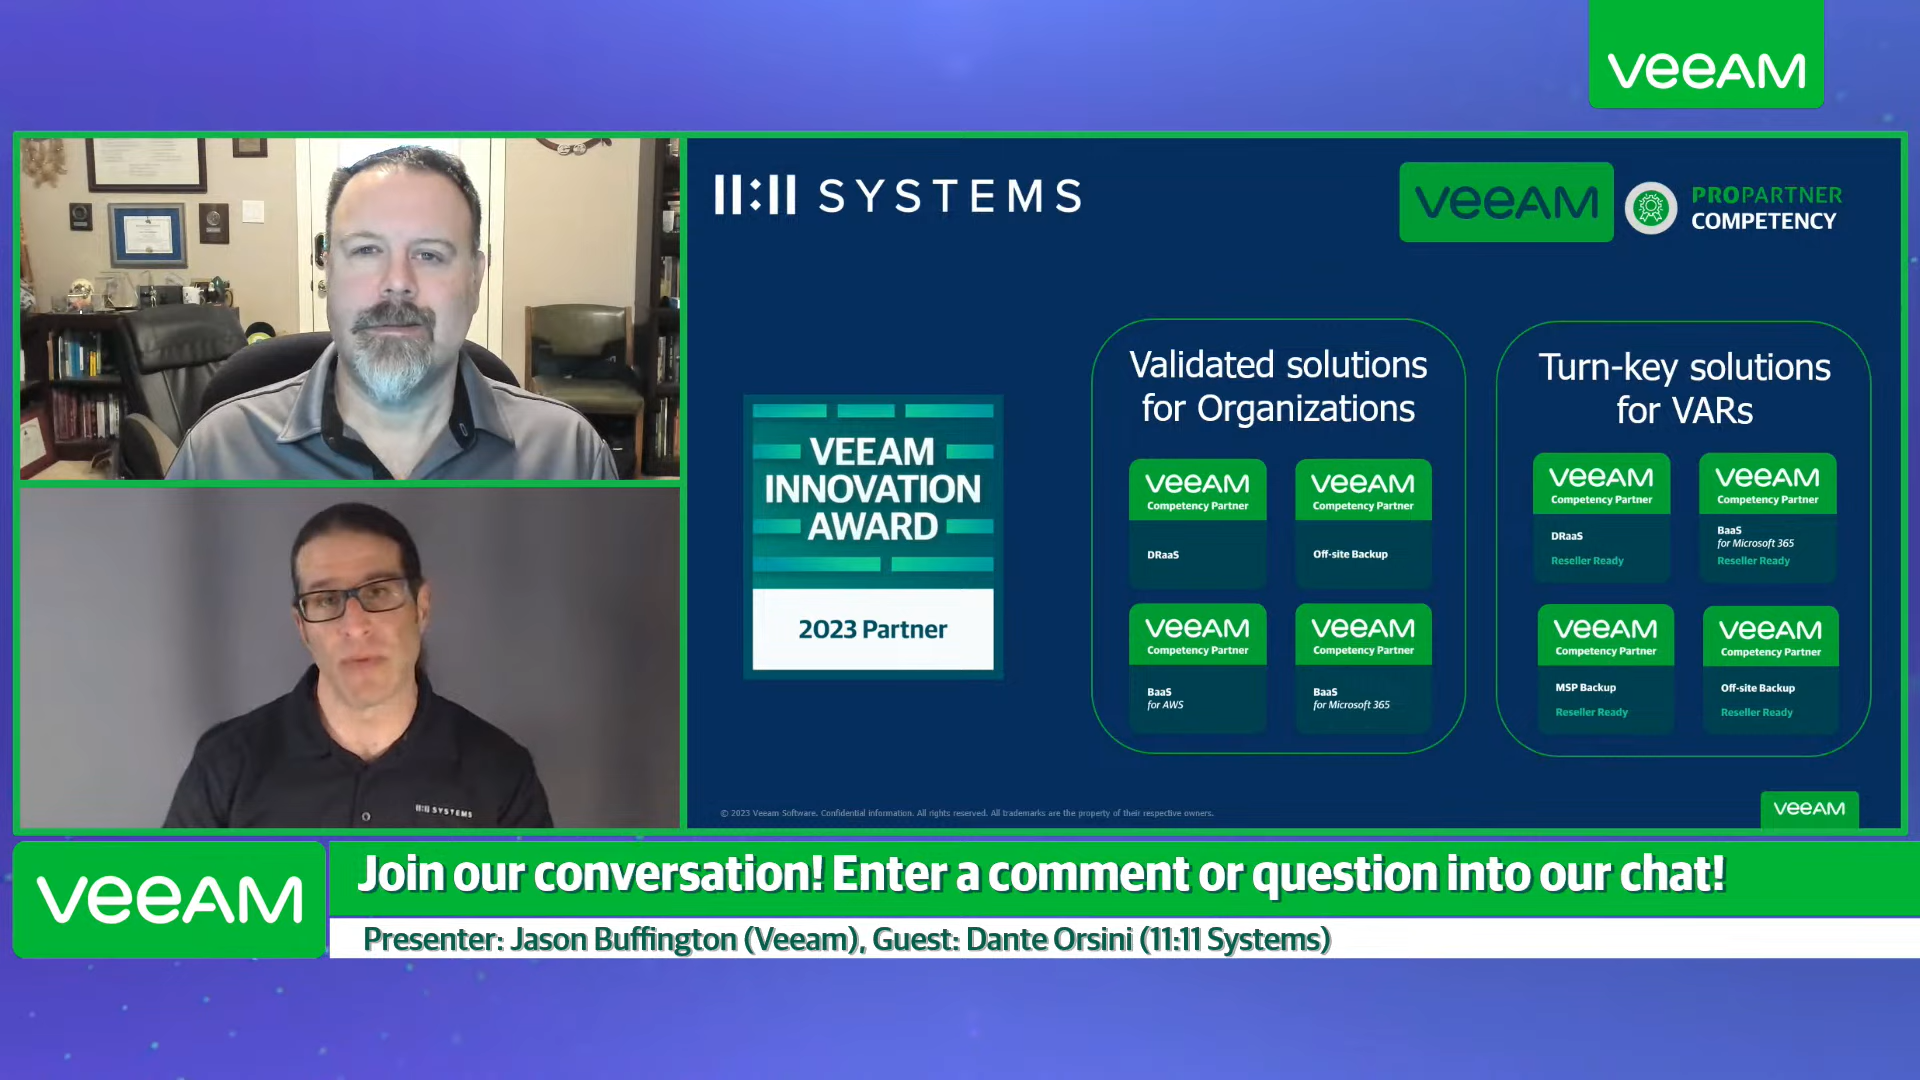 veeAM
11:11 SYSTEMS
veeAM
PROPARTNER
COMPETENCY
VEEAM
INNOVATION
AWARD
2023 Partner
Validated solutions
for Organizations
veeAM
Competency Partner
DRaaS
veeAM
Competency Partner
Off-site Backup
veeAM
Competency Partner
BaaS
for AWS
veeAM
Competency Partner
BaaS
for Microsoft 365
Turn-key solutions
for VARs
veeAM
Competency Partner
DRaaS
Reseller Ready
veeAM
Competency Partner
BaaS
for Microsoft 365
Reseller Ready
veeAM
Competency Partner
MSP Backup
Reseller Ready
veeAM
Competency Partner
Off-site Backup
Reseller Ready
11:11 SYSTEMS
© 2023 Veeam Software. Confidential information. All rights reserved. All trademarks are the property of their respective owners.
veeAM
veeAM
Join our conversation! Enter a comment or question into our chat!
Presenter: Jason Buffington (Veeam), Guest: Dante Orsini (11:11 Systems)